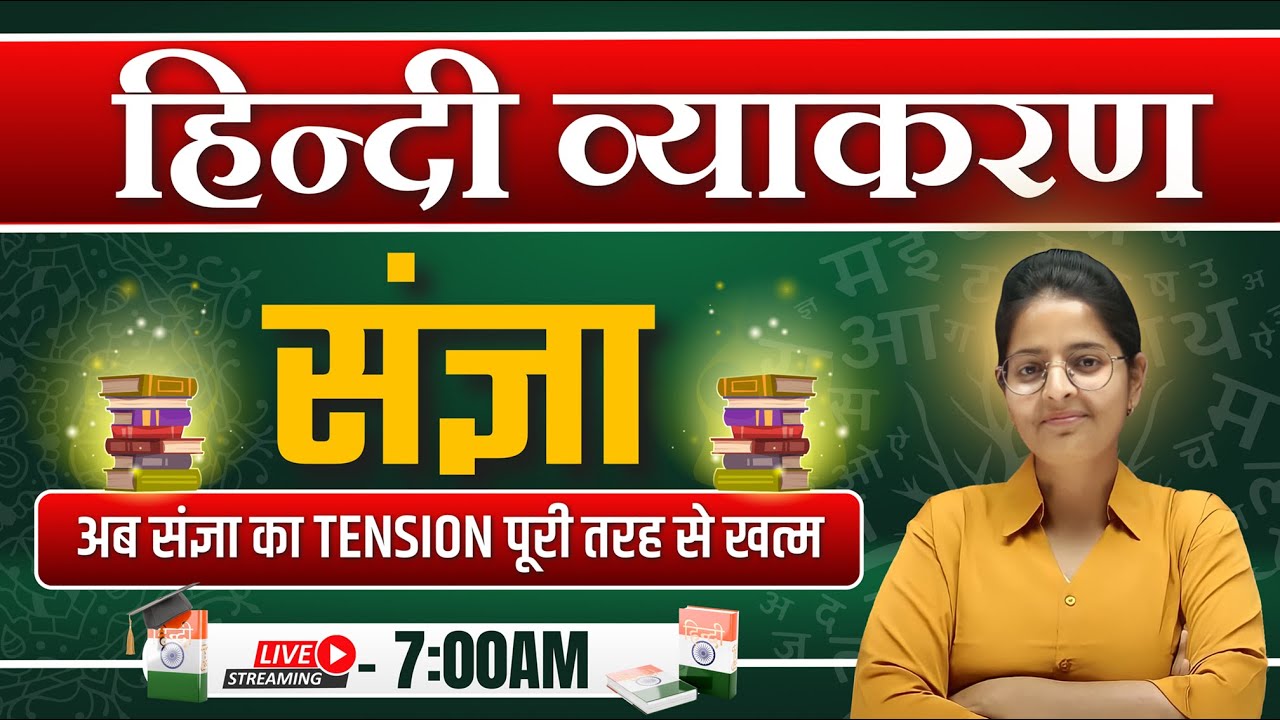 हिन्दी व्याकरण
संज्ञा
अब संज्ञा का TENSION पूरी तरह से खत्म
LIVE
STREAMING
- 7:00AM
हिन्दी
हिन्दी